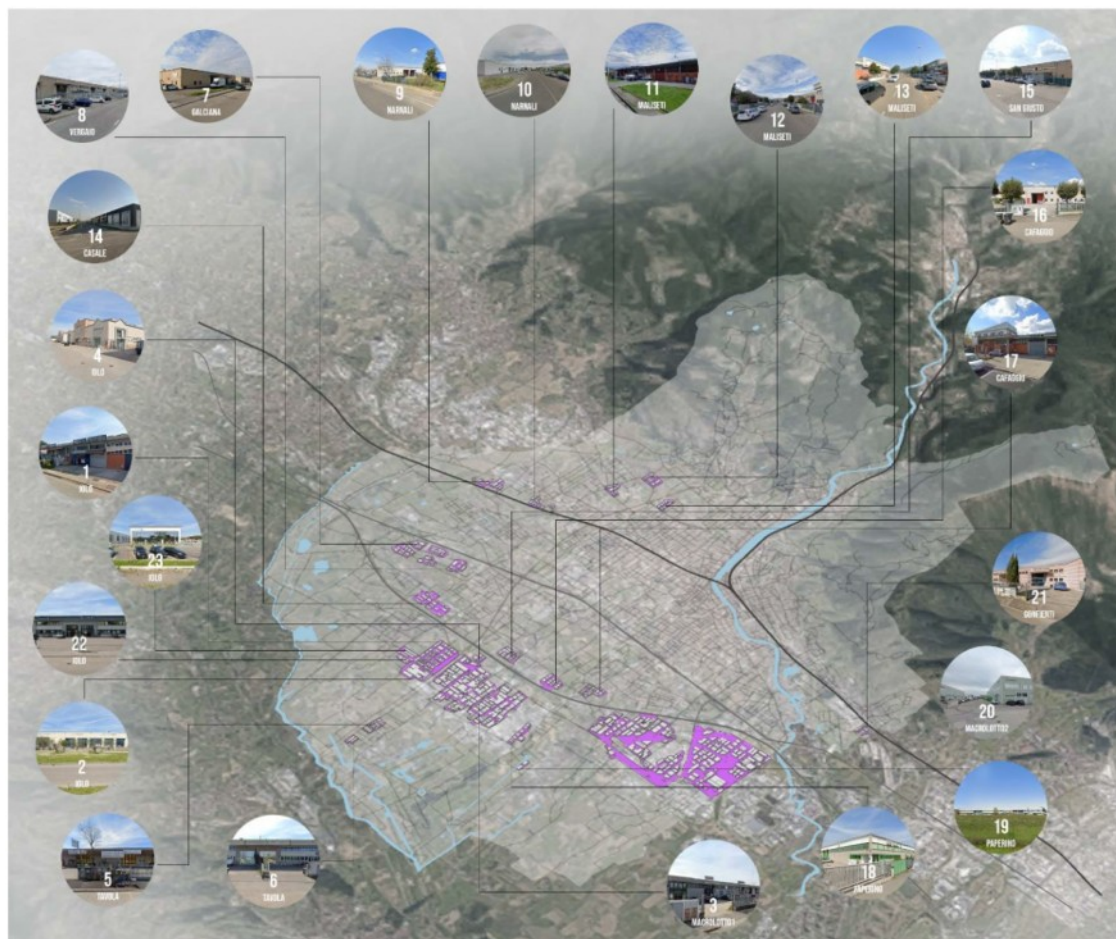 7
GALCIANA
8
VERGAIO
9
NARNALI
10
NARNALI
11
MALISETI
12
MALISETI
13
MALISETI
15
SAN GIUSTO
14
CASALE
16
CAFAGGIO
4
IOLO
17
CAFAGGIO
1
IOLO
23
IOLO
21
GONFIENTI
22
IOLO
20
MACROLOTTO2
2
IOLO
19
PAPERINO
5
TAVOLA
6
TAVOLA
18
PAPERINO
3
MACROLOTTO1